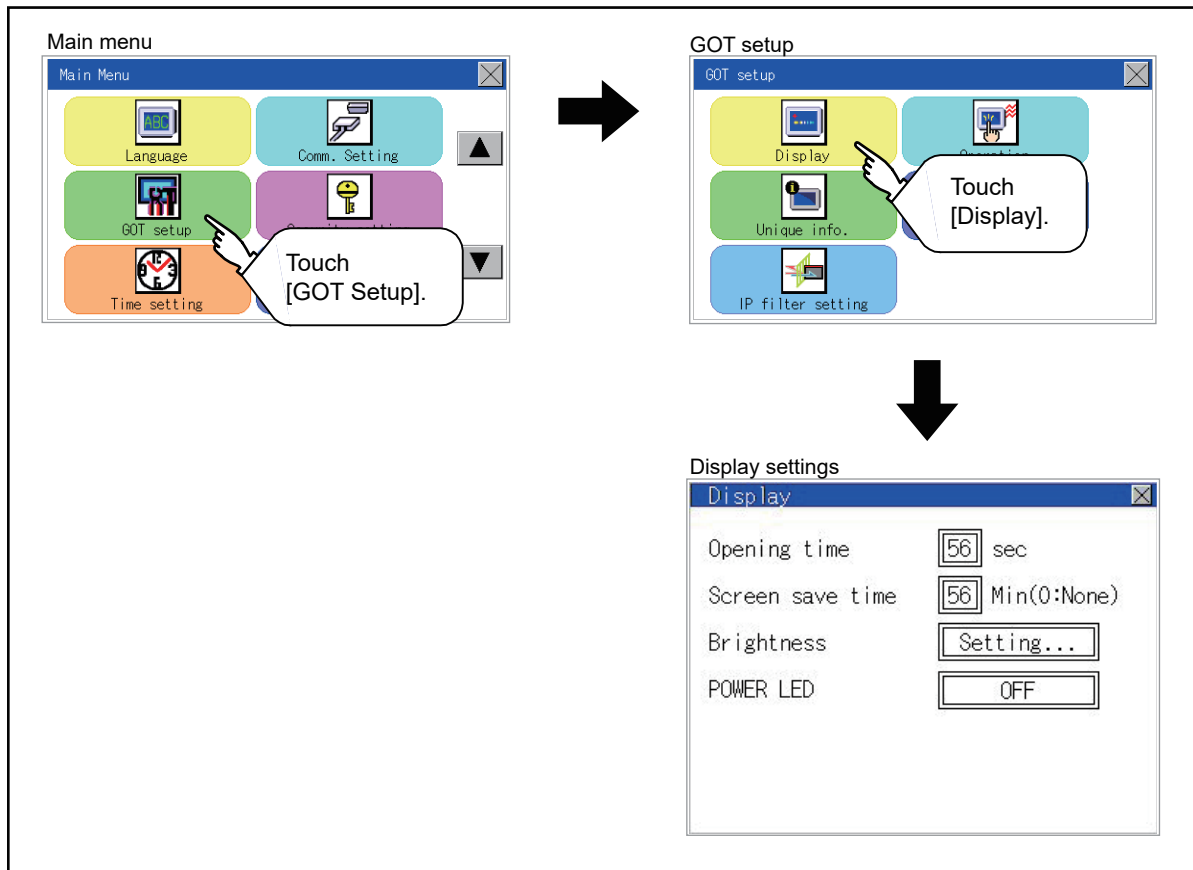 Main menu
Main Menu
ABC
Language
Comm. Setting
GOT setup
Time setting
Touch
[GOT Setup].
GOT setup
GOT setup
Display
Unique info.
IP filter setting
Touch
[Display].
Display settings
Display
Opening time 56 sec
Screen save time 56 Min(0:None)
Brightness Setting...
POWER LED OFF